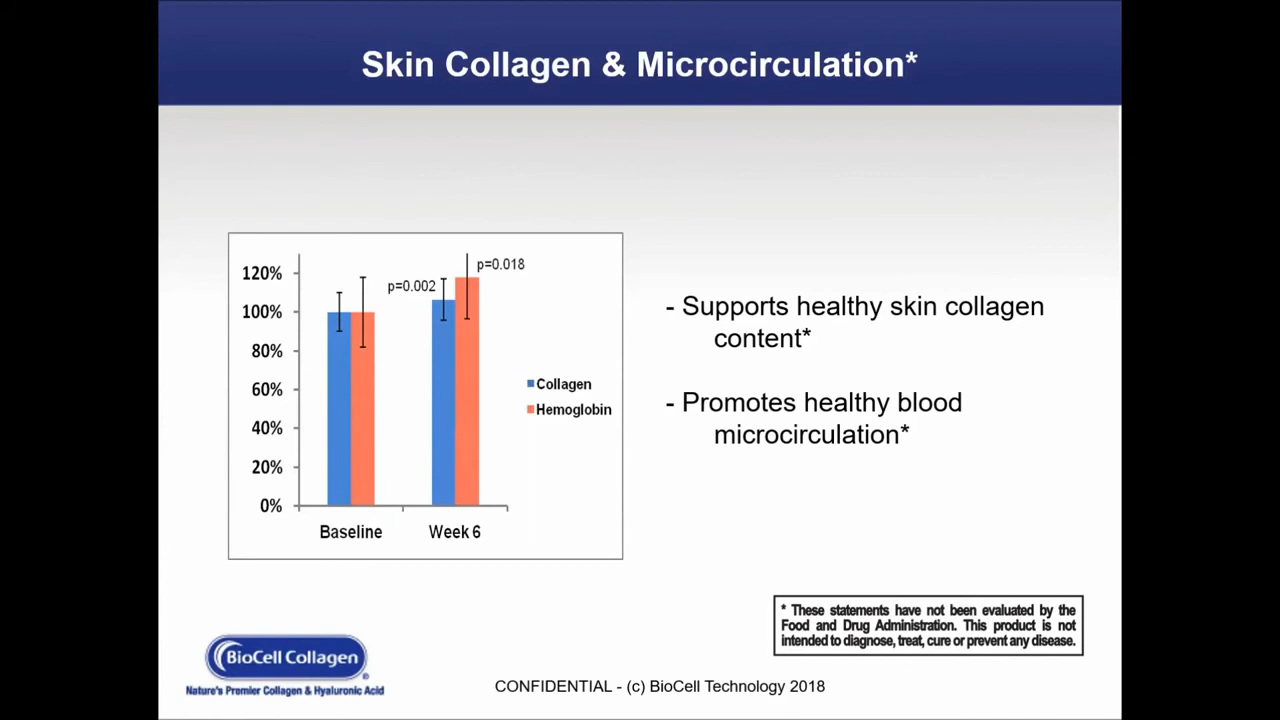 Skin Collagen & Microcirculation*
120%
100%
80%
60%
40%
20%
0%
p=0.002
p=0.018
Collagen
Hemoglobin
Baseline
Week 6
- Supports healthy skin collagen
content*
- Promotes healthy blood
microcirculation*
* These statements have not been evaluated by the
Food and Drug Administration. This product is not
intended to diagnose, treat, cure or prevent any disease.
BioCell Collagen
©
Nature's Premier Collagen & Hyaluronic Acid
CONFIDENTIAL - (c) BioCell Technology 2018